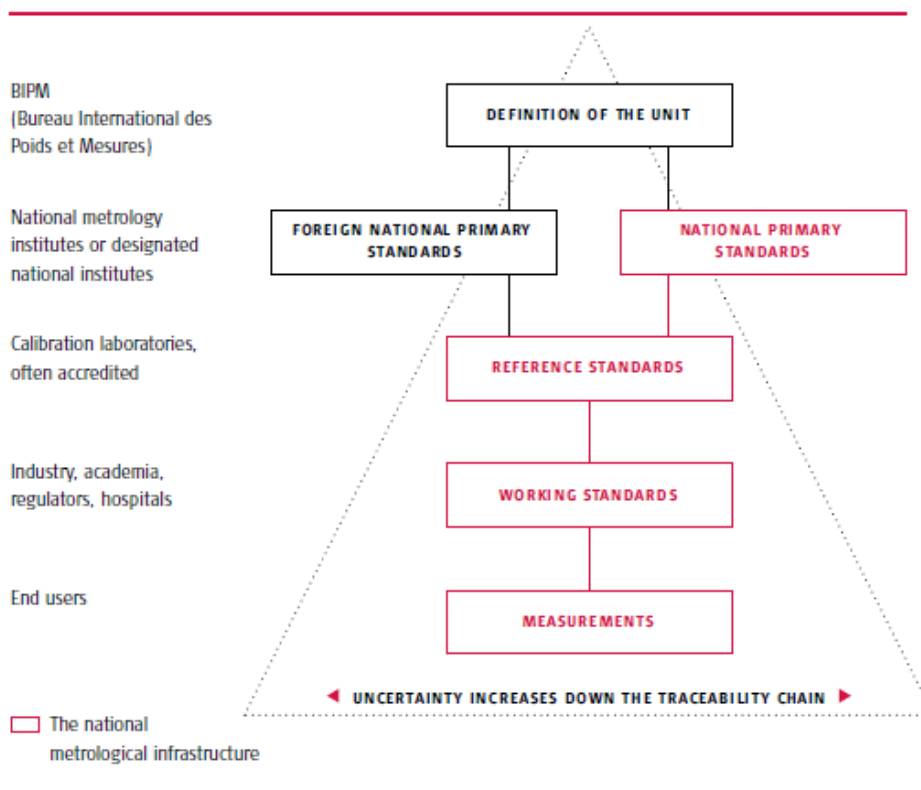 BIPM
(Bureau International des
Poids et Mesures)
DEFINITION OF THE UNIT
National metrology
institutes or designated
national institutes
FOREIGN NATIONAL PRIMARY
STANDARDS
NATIONAL PRIMARY
STANDARDS
Calibration laboratories,
often accredited
REFERENCE STANDARDS
Industry, academia,
regulators, hospitals
WORKING STANDARDS
End users
MEASUREMENTS
UNCERTAINTY INCREASES DOWN THE TRACEABILITY CHAIN
The national
metrological infrastructure